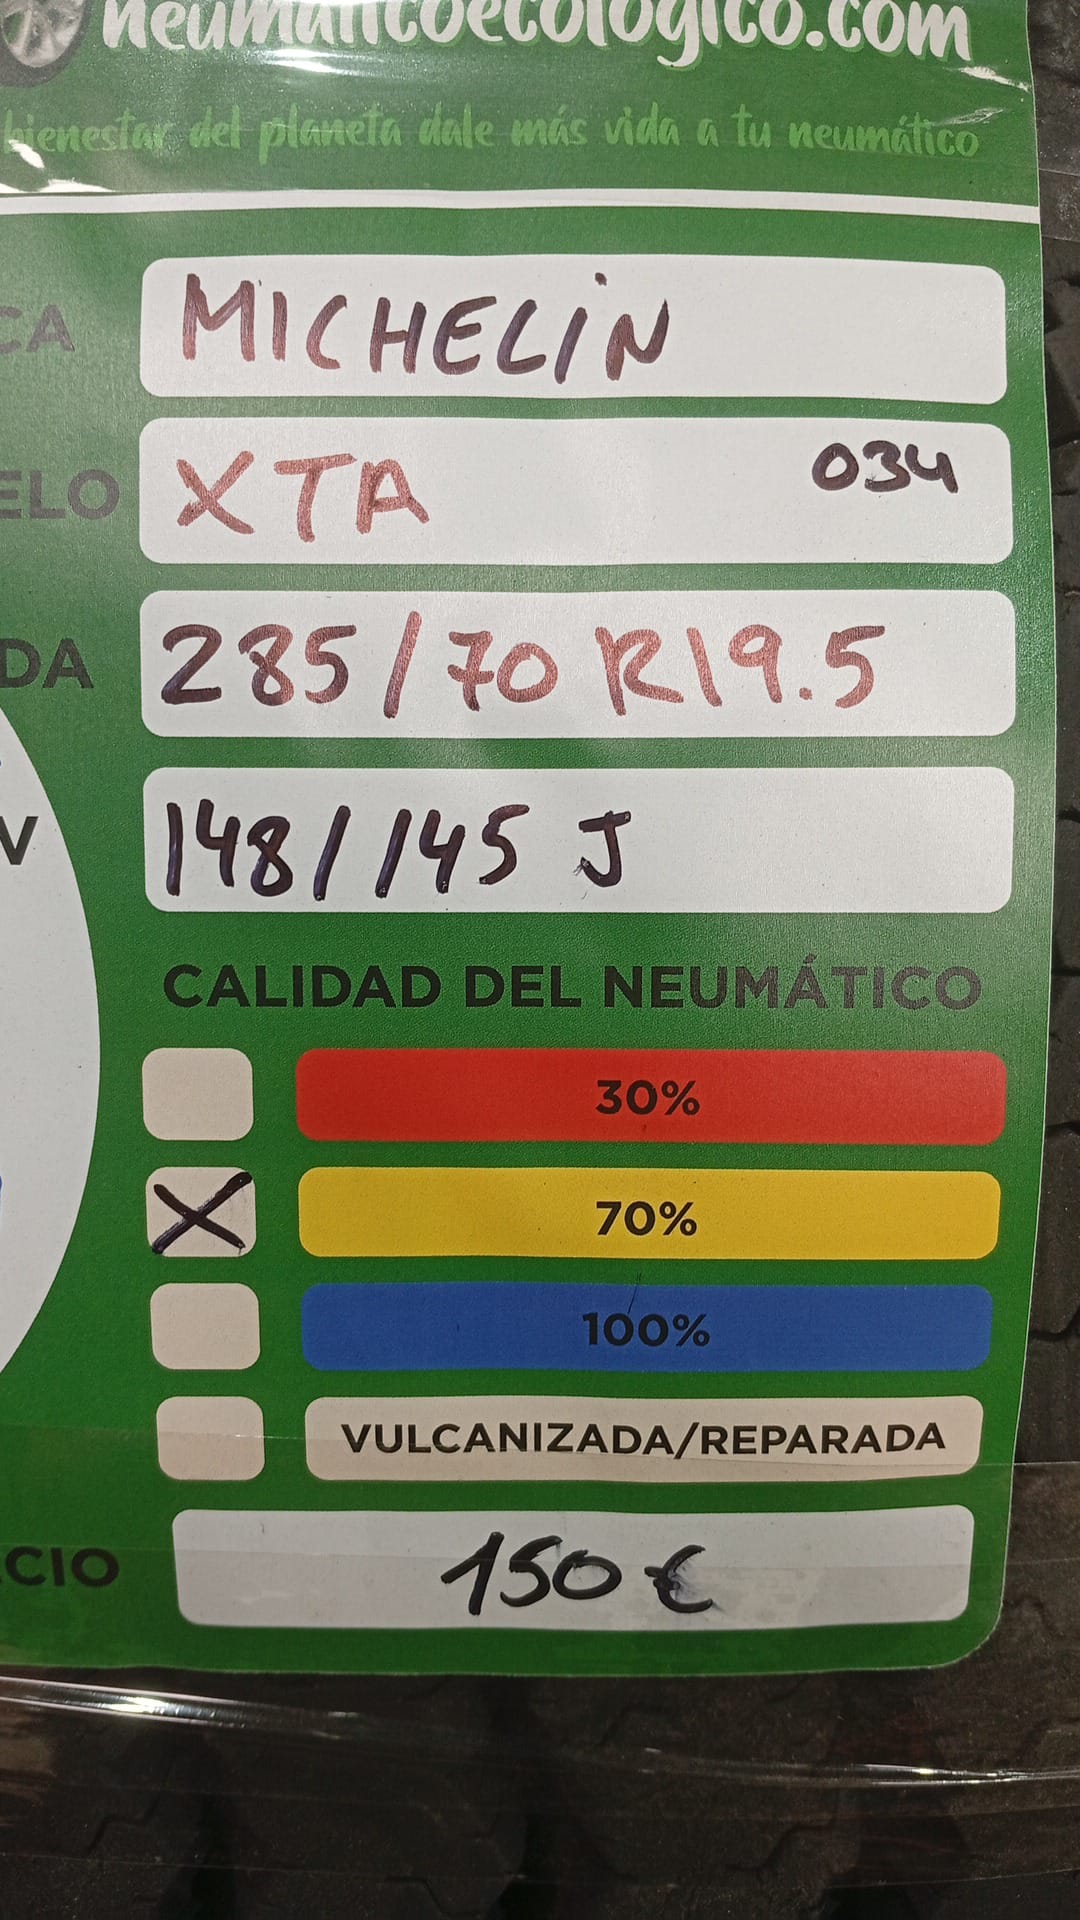 neumáticoecológico.com
bienestar del planeta dale más vida a tu neumático
CA
MICHELIN
ELO
XTA 034
DA
285/70 R19.5
V
148/145 J
CALIDAD DEL NEUMÁTICO
30%
X 70%
100%
VULCANIZADA/REPARADA
CIO
150 €